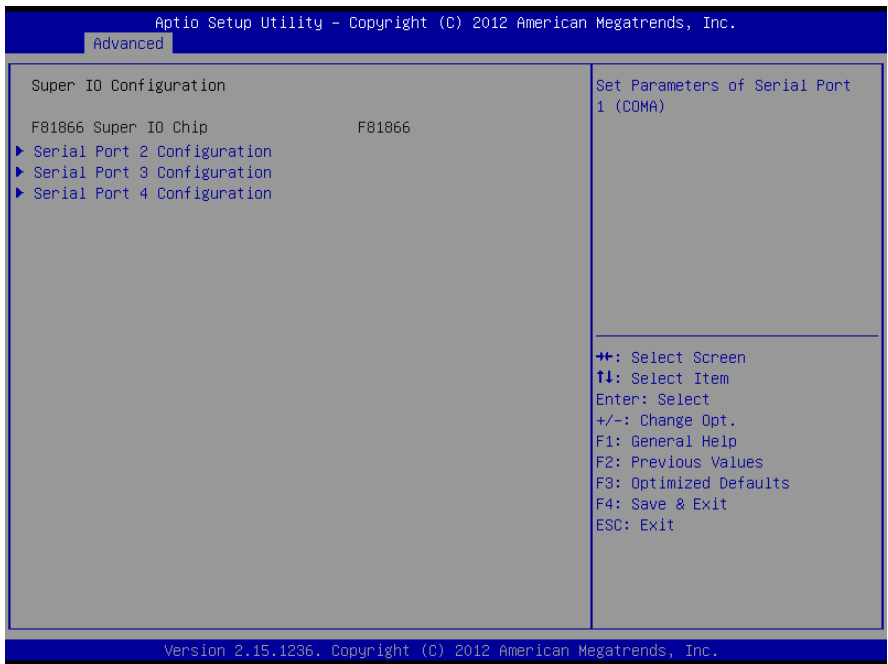 Aptio Setup Utility – Copyright (C) 2012 American Megatrends, Inc.
Advanced
Super IO Configuration
F81866 Super IO Chip F81866
▶ Serial Port 2 Configuration
▶ Serial Port 3 Configuration
▶ Serial Port 4 Configuration
Set Parameters of Serial Port
1 (COMA)
→←: Select Screen
↑↓: Select Item
Enter: Select
+/-: Change Opt.
F1: General Help
F2: Previous Values
F3: Optimized Defaults
F4: Save & Exit
ESC: Exit
Version 2.15.1236. Copyright (C) 2012 American Megatrends, Inc.